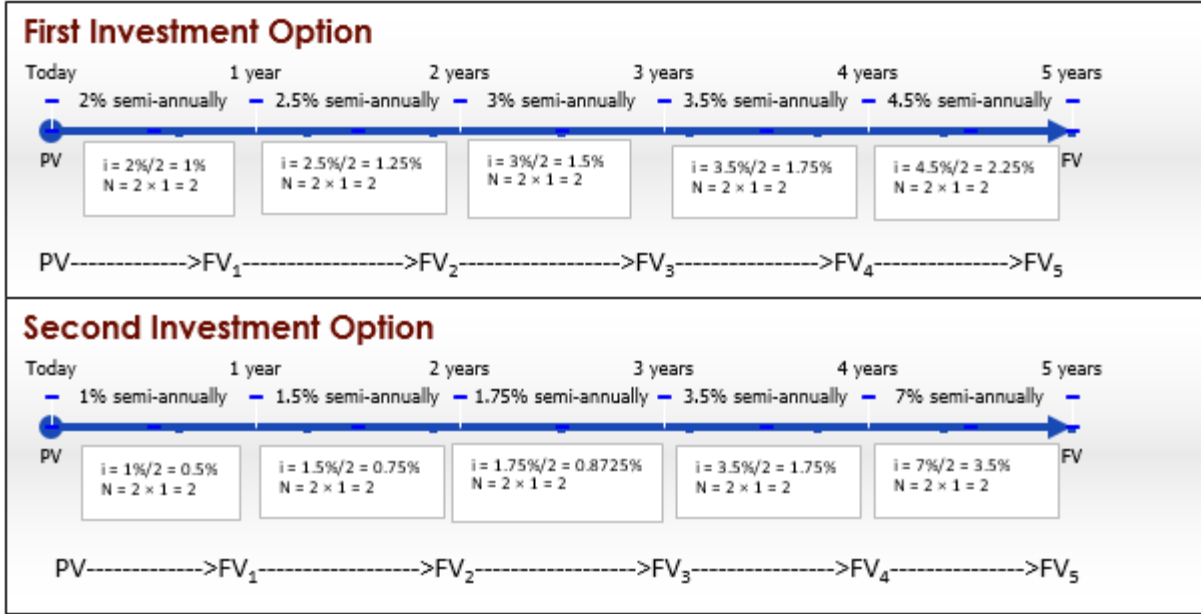 First Investment Option
Today 1 year 2 years 3 years 4 years 5 years
2% semi-annually 2.5% semi-annually 3% semi-annually 3.5% semi-annually 4.5% semi-annually
PV FV
i = 2%/2 = 1% i = 2.5%/2 = 1.25% i = 3%/2 = 1.5% i = 3.5%/2 = 1.75% i = 4.5%/2 = 2.25%
N = 2 × 1 = 2 N = 2 × 1 = 2 N = 2 × 1 = 2 N = 2 × 1 = 2 N = 2 × 1 = 2
PV------------->FV₁------------------>FV₂------------------>FV₃---------------->FV₄--------------->FV₅
Second Investment Option
Today 1 year 2 years 3 years 4 years 5 years
1% semi-annually 1.5% semi-annually 1.75% semi-annually 3.5% semi-annually 7% semi-annually
PV FV
i = 1%/2 = 0.5% i = 1.5%/2 = 0.75% i = 1.75%/2 = 0.8725% i = 3.5%/2 = 1.75% i = 7%/2 = 3.5%
N = 2 × 1 = 2 N = 2 × 1 = 2 N = 2 × 1 = 2 N = 2 × 1 = 2 N = 2 × 1 = 2
PV------------->FV₁------------------>FV₂------------------>FV₃---------------->FV₄--------------->FV₅